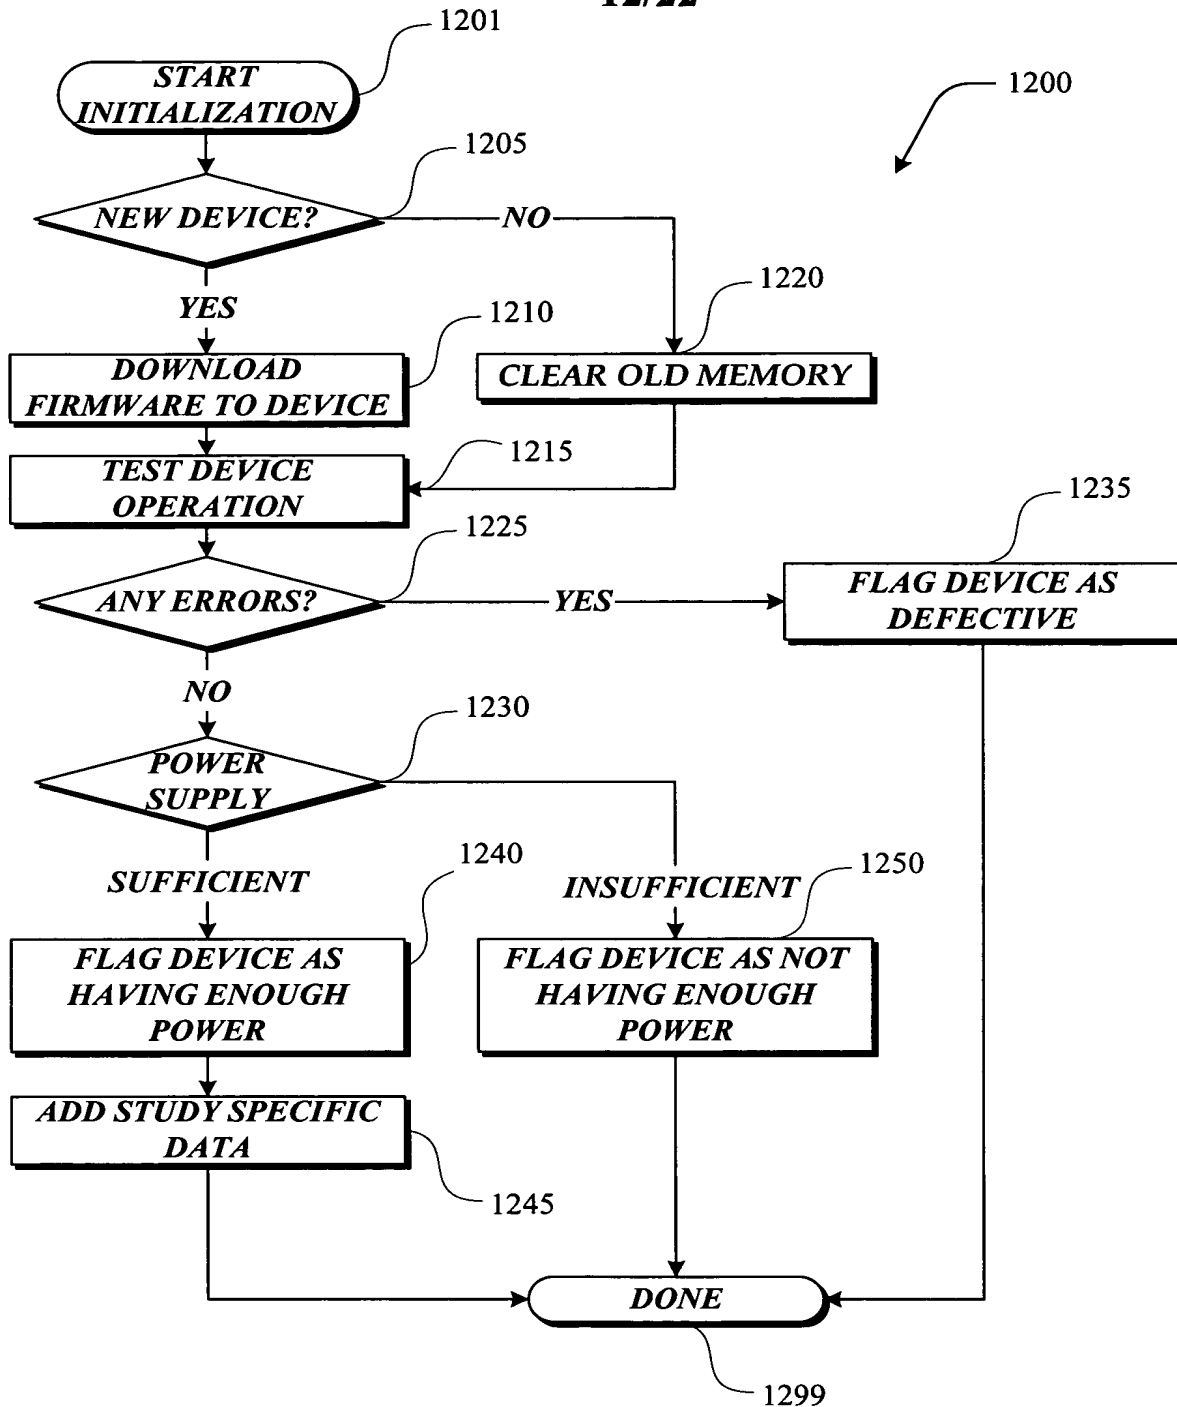 12/22
1201
START
INITIALIZATION
1200
1205
NEW DEVICE?
NO
YES
1220
1210
DOWNLOAD
FIRMWARE TO DEVICE
CLEAR OLD MEMORY
1215
TEST DEVICE
OPERATION
1235
1225
ANY ERRORS?
YES
FLAG DEVICE AS
DEFECTIVE
NO
1230
POWER
SUPPLY
1240
SUFFICIENT
INSUFFICIENT
1250
FLAG DEVICE AS
HAVING ENOUGH
POWER
FLAG DEVICE AS NOT
HAVING ENOUGH
POWER
ADD STUDY SPECIFIC
DATA
1245
DONE
1299